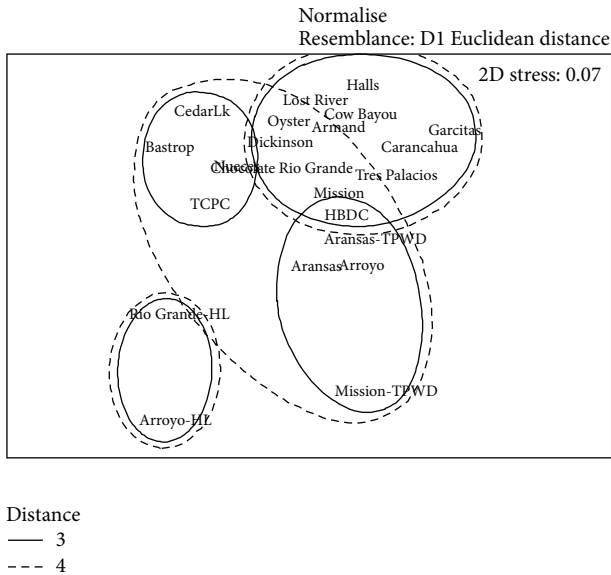 Normalise
Resemblance: D1 Euclidean distance
2D stress: 0.07
Halls
Lost River
CedarLk
Cow Bayou
Oyster
Armand
Garcitas
Dickinson
Bastrop
Carancahua
Nueces
Chocolate Rio Grande
Tres Palacios
Mission
TCPC
HBDC
Aransas-TPWD
Aransas
Arroyo
Rio Grande-HL
Mission-TPWD
Arroyo-HL
Distance
3
4